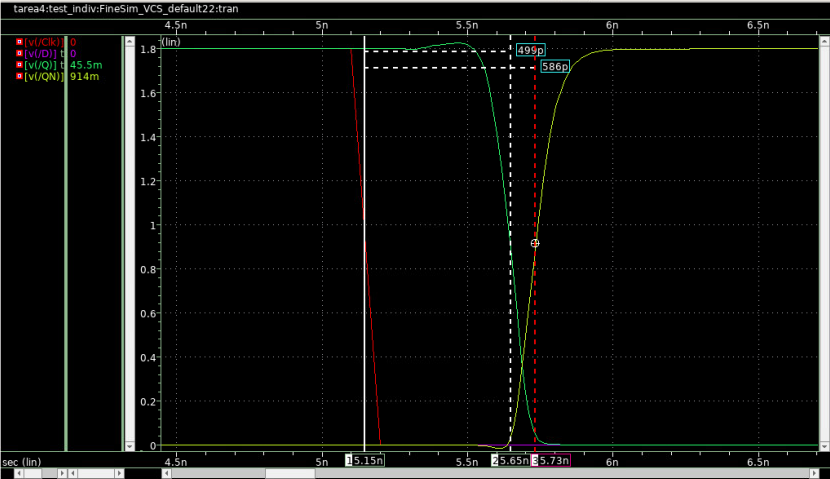 tarea4:test_indiv:FineSim_VCS_default22:tran
4.5n 5n 5.5n 6n 6.5n
[v(/Clk)] 0
[v(/D)] 0
[v(/Q)] t 45.5m
[v(/QN)] 914m
(lin)
1.8
1.6
1.4
1.2
1
0.8
0.6
0.4
0.2
0
499p
586p
sec (lin)
4.5n 5n 5.5n 6n 6.5n
1 5.15n 2 5.65n 3 5.73n